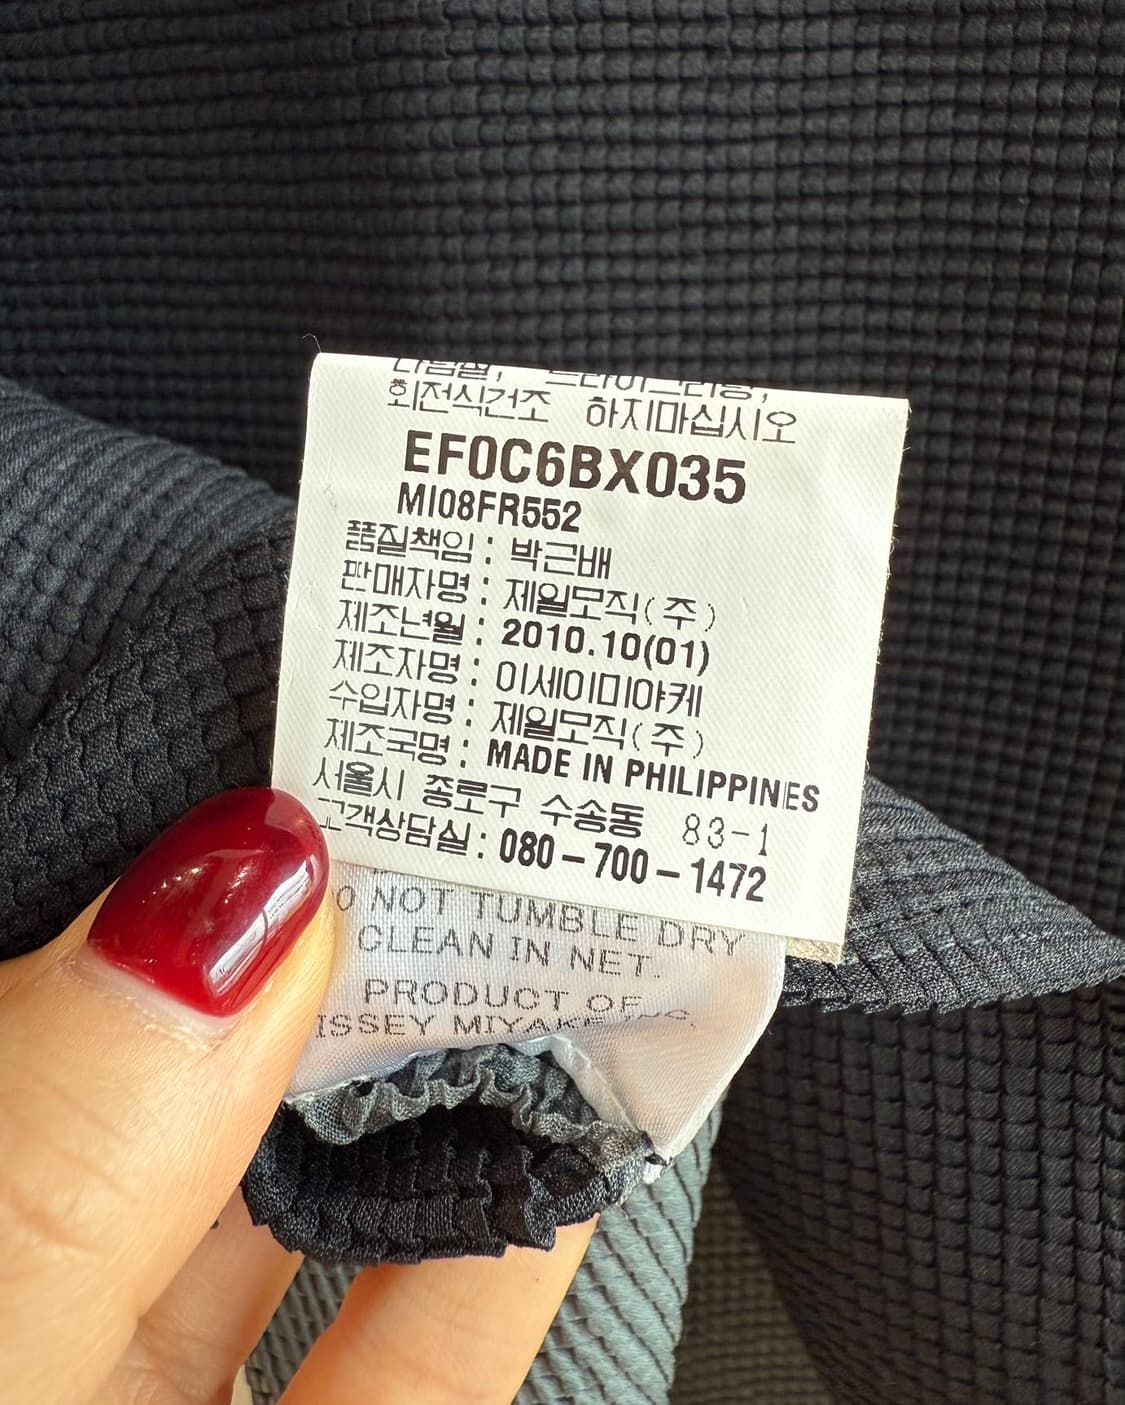 회전식건조 하지마십시오
EF0C6BX035
MI08FR552
품질책임 : 박근배
판매자명 : 제일모직(주)
제조년월 : 2010.10(01)
제조자명 : 이세이미야케
수입자명 : 제일모직(주)
제조국명 : MADE IN PHILIPPINES
서울시 종로구 수송동 83-1
고객상담실 : 080-700-1472
NOT TUMBLE DRY
CLEAN IN NET.
PRODUCT OF
ISSEY MIYAKE INC.